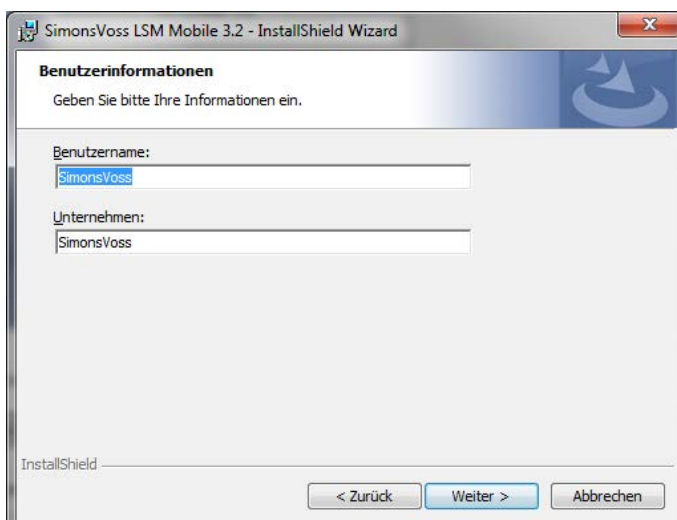 SimonsVoss LSM Mobile 3.2 - InstallShield Wizard
Benutzerinformationen
Geben Sie bitte Ihre Informationen ein.
Benutzername:
SimonsVoss
Unternehmen:
SimonsVoss
InstallShield
< Zurück Weiter > Abbrechen